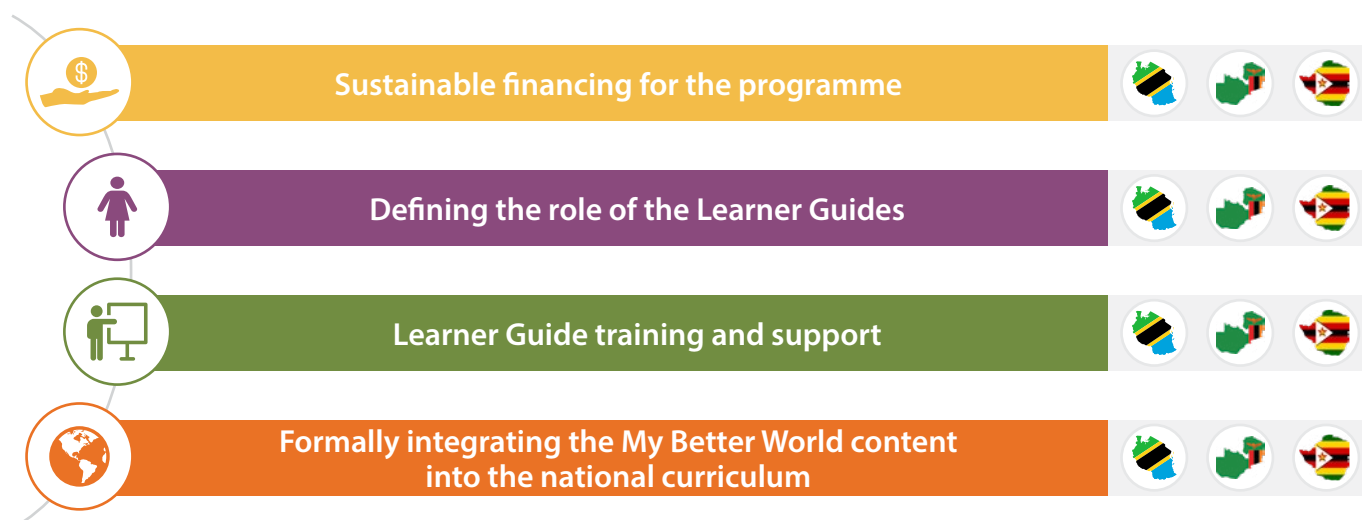 Sustainable financing for the programme
Defining the role of the Learner Guides
Learner Guide training and support
Formally integrating the My Better World content
into the national curriculum